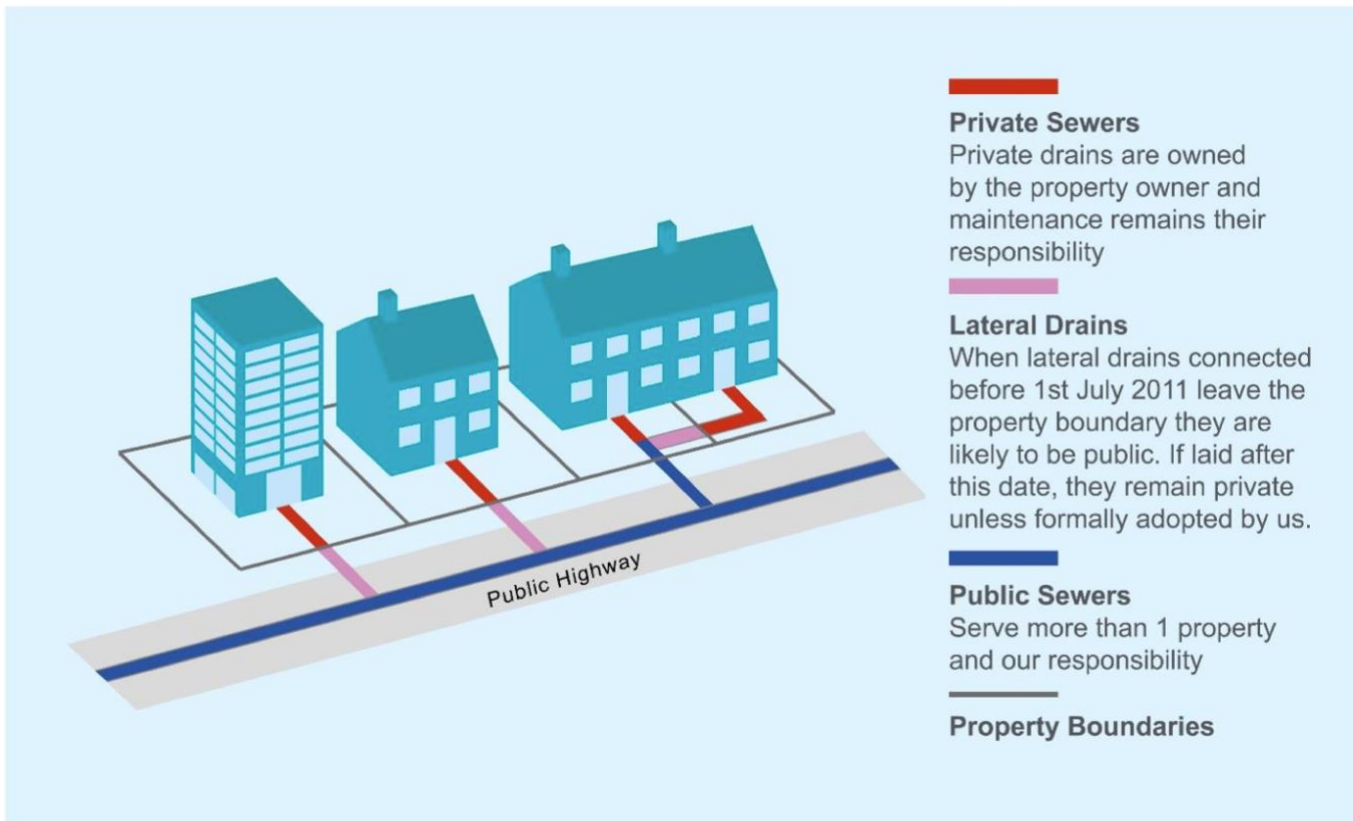 Private Sewers
Private drains are owned
by the property owner and
maintenance remains their
responsibility
Lateral Drains
When lateral drains connected
before 1st July 2011 leave the
property boundary they are
likely to be public. If laid after
this date, they remain private
unless formally adopted by us.
Public Sewers
Serve more than 1 property
and our responsibility
Property Boundaries
Public Highway